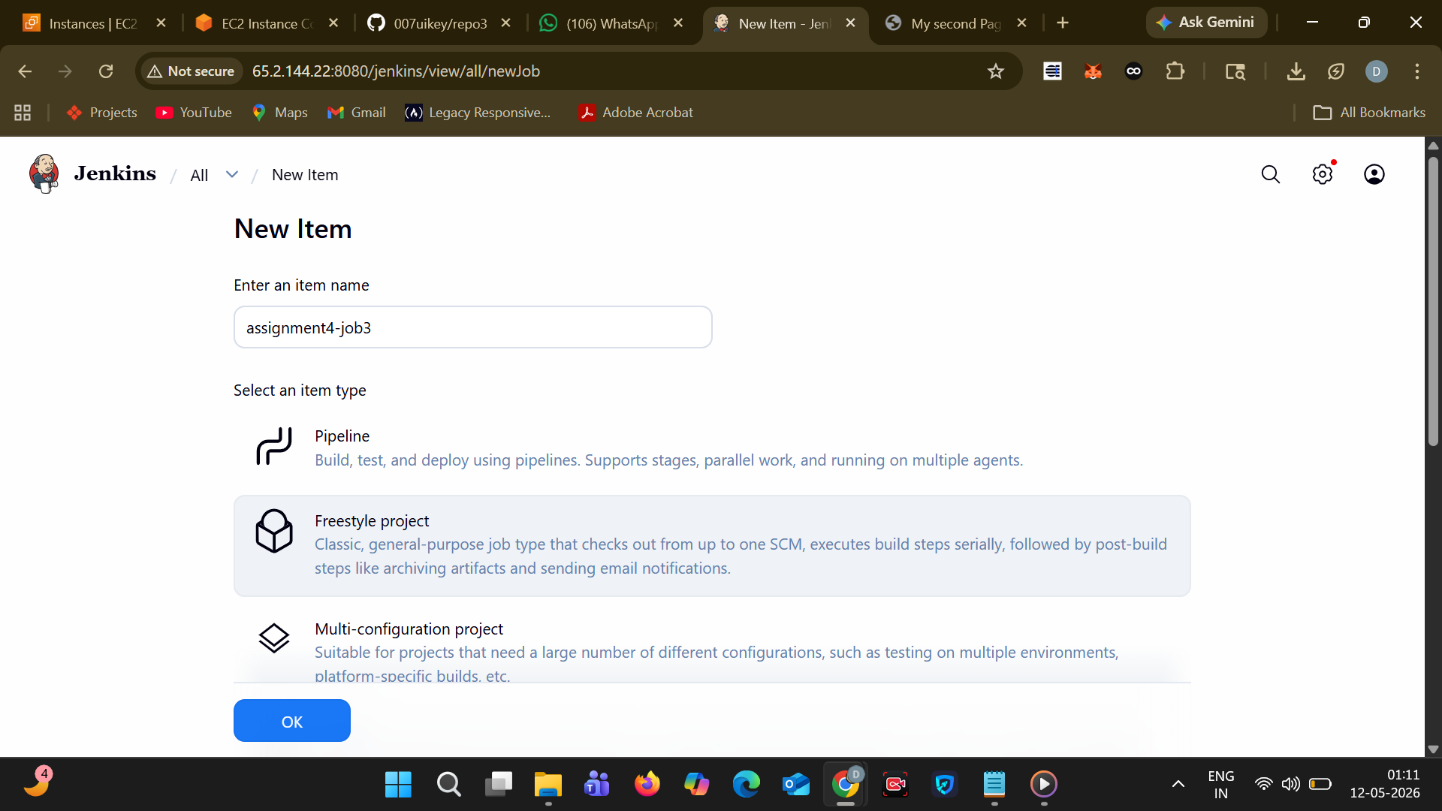 Instances | EC2
EC2 Instance Co
007uikey/repo3
(106) WhatsApp
New Item - Jenk
My second Pag
Ask Gemini
Not secure
65.2.144.22:8080/jenkins/view/all/newJob
D
Projects
YouTube
Maps
Gmail
Legacy Responsive...
Adobe Acrobat
All Bookmarks
Jenkins / All / New Item
New Item
Enter an item name
assignment4-job3
Select an item type
Pipeline
Build, test, and deploy using pipelines. Supports stages, parallel work, and running on multiple agents.
Freestyle project
Classic, general-purpose job type that checks out from up to one SCM, executes build steps serially, followed by post-build
steps like archiving artifacts and sending email notifications.
Multi-configuration project
Suitable for projects that need a large number of different configurations, such as testing on multiple environments,
platform-specific builds, etc.
OK
4
D
ENG
IN
01:11
12-05-2026